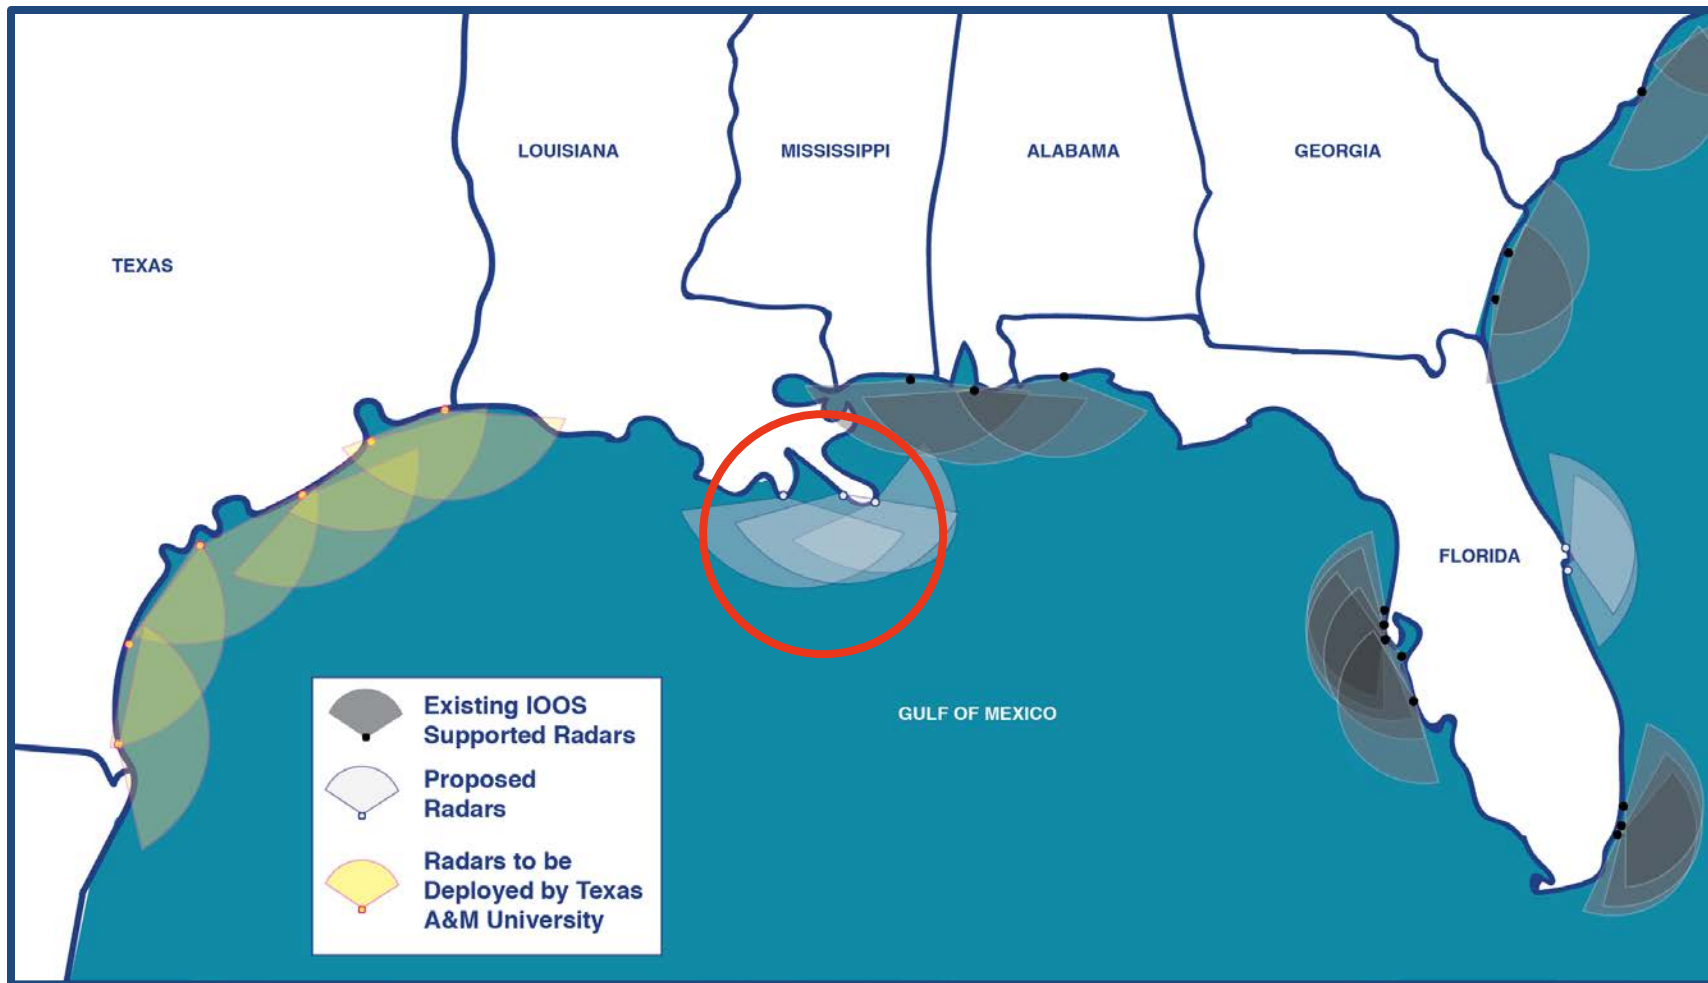 LOUISIANA
MISSISSIPPI
ALABAMA
GEORGIA
TEXAS
FLORIDA
GULF OF MEXICO
Existing IOOS
Supported Radars
Proposed
Radars
Radars to be
Deployed by Texas
A&M University